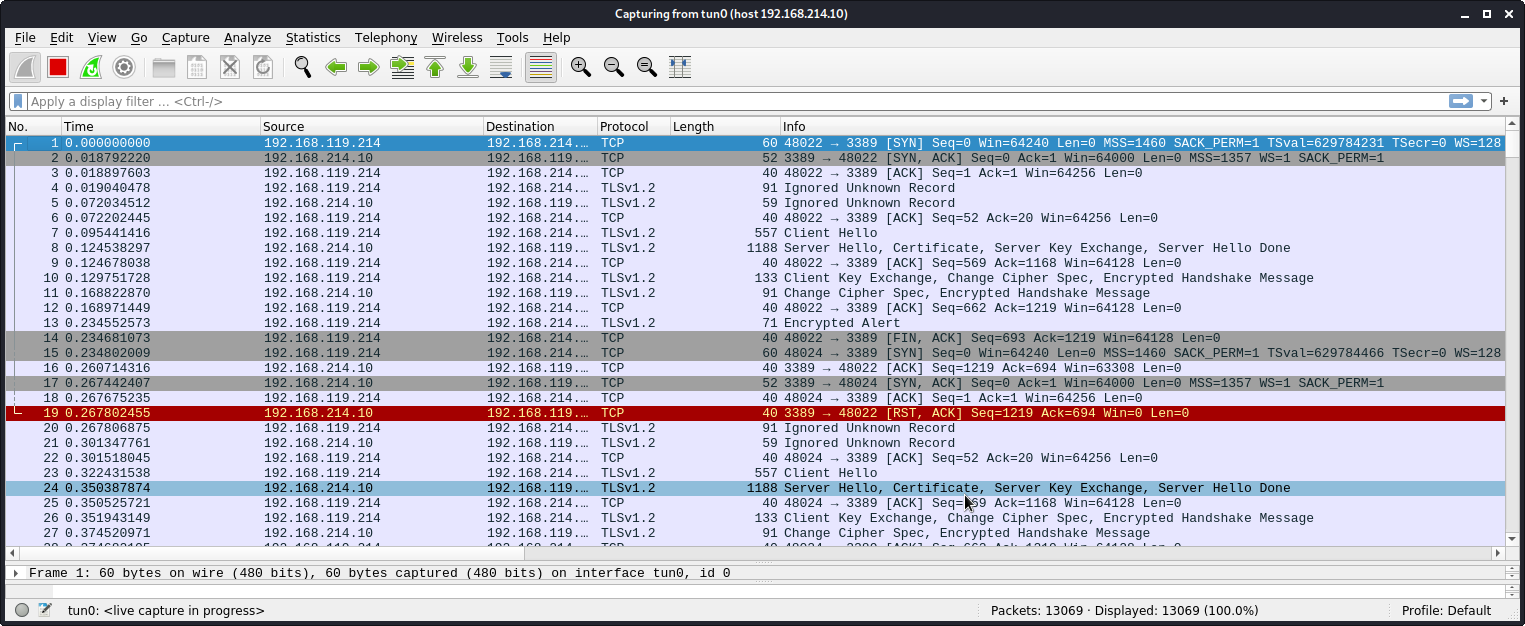 Capturing from tun0 (host 192.168.214.10)
File Edit View Go Capture Analyze Statistics Telephony Wireless Tools Help
Apply a display filter ... <Ctrl-/>
No. Time Source Destination Protocol Length Info
1 0.000000000 192.168.119.214 192.168.214.… TCP 60 48022 → 3389 [SYN] Seq=0 Win=64240 Len=0 MSS=1460 SACK_PERM=1 TSval=629784231 TSecr=0 WS=128
2 0.018792220 192.168.214.10 192.168.119.… TCP 52 3389 → 48022 [SYN, ACK] Seq=0 Ack=1 Win=64000 Len=0 MSS=1357 WS=1 SACK_PERM=1
3 0.018897603 192.168.119.214 192.168.214.… TCP 40 48022 → 3389 [ACK] Seq=1 Ack=1 Win=64256 Len=0
4 0.019040478 192.168.119.214 192.168.214.… TLSv1.2 91 Ignored Unknown Record
5 0.072034512 192.168.214.10 192.168.119.… TLSv1.2 59 Ignored Unknown Record
6 0.072202445 192.168.119.214 192.168.214.… TCP 40 48022 → 3389 [ACK] Seq=52 Ack=20 Win=64256 Len=0
7 0.095441416 192.168.119.214 192.168.214.… TLSv1.2 557 Client Hello
8 0.124538297 192.168.214.10 192.168.119.… TLSv1.2 1188 Server Hello, Certificate, Server Key Exchange, Server Hello Done
9 0.124678038 192.168.119.214 192.168.214.… TCP 40 48022 → 3389 [ACK] Seq=569 Ack=1168 Win=64128 Len=0
10 0.129751728 192.168.119.214 192.168.214.… TLSv1.2 133 Client Key Exchange, Change Cipher Spec, Encrypted Handshake Message
11 0.168822870 192.168.214.10 192.168.119.… TLSv1.2 91 Change Cipher Spec, Encrypted Handshake Message
12 0.168971449 192.168.119.214 192.168.214.… TCP 40 48022 → 3389 [ACK] Seq=662 Ack=1219 Win=64128 Len=0
13 0.234552573 192.168.119.214 192.168.214.… TLSv1.2 71 Encrypted Alert
14 0.234681073 192.168.119.214 192.168.214.… TCP 40 48022 → 3389 [FIN, ACK] Seq=693 Ack=1219 Win=64128 Len=0
15 0.234802009 192.168.119.214 192.168.214.… TCP 60 48024 → 3389 [SYN] Seq=0 Win=64240 Len=0 MSS=1460 SACK_PERM=1 TSval=629784466 TSecr=0 WS=128
16 0.260714316 192.168.214.10 192.168.119.… TCP 40 3389 → 48022 [ACK] Seq=1219 Ack=694 Win=63308 Len=0
17 0.267442407 192.168.214.10 192.168.119.… TCP 52 3389 → 48024 [SYN, ACK] Seq=0 Ack=1 Win=64000 Len=0 MSS=1357 WS=1 SACK_PERM=1
18 0.267675235 192.168.119.214 192.168.214.… TCP 40 48024 → 3389 [ACK] Seq=1 Ack=1 Win=64256 Len=0
19 0.267802455 192.168.214.10 192.168.119.… TCP 40 3389 → 48022 [RST, ACK] Seq=1219 Ack=694 Win=0 Len=0
20 0.267806875 192.168.119.214 192.168.214.… TLSv1.2 91 Ignored Unknown Record
21 0.301347761 192.168.214.10 192.168.119.… TLSv1.2 59 Ignored Unknown Record
22 0.301518045 192.168.119.214 192.168.214.… TCP 40 48024 → 3389 [ACK] Seq=52 Ack=20 Win=64256 Len=0
23 0.322431538 192.168.119.214 192.168.214.… TLSv1.2 557 Client Hello
24 0.350387874 192.168.214.10 192.168.119.… TLSv1.2 1188 Server Hello, Certificate, Server Key Exchange, Server Hello Done
25 0.350525721 192.168.119.214 192.168.214.… TCP 40 48024 → 3389 [ACK] Ack=1168 Win=64128 Len=0
26 0.351943149 192.168.119.214 192.168.214.… TLSv1.2 133 Client Key Exchange, Change Cipher Spec, Encrypted Handshake Message
27 0.374520971 192.168.214.10 192.168.119.… TLSv1.2 91 Change Cipher Spec, Encrypted Handshake Message
Frame 1: 60 bytes on wire (480 bits), 60 bytes captured (480 bits) on interface tun0, id 0
tun0: <live capture in progress> Packets: 13069 · Displayed: 13069 (100.0%) Profile: Default